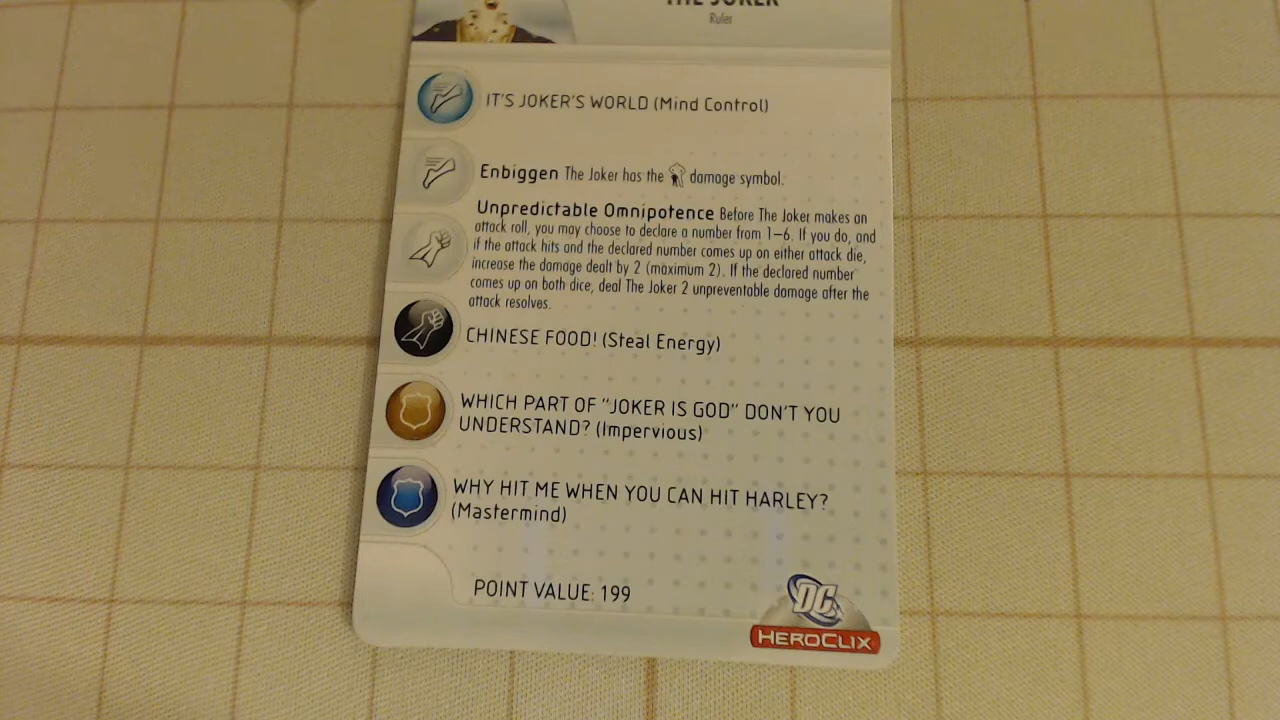 THE JOKER
Ruler
IT'S JOKER'S WORLD (Mind Control)
Enbiggen The Joker has the damage symbol.
Unpredictable Omnipotence Before The Joker makes an
attack roll, you may choose to declare a number from 1–6. If you do, and
if the attack hits and the declared number comes up on either attack die,
increase the damage dealt by 2 (maximum 2). If the declared number
comes up on both dice, deal The Joker 2 unpreventable damage after the
attack resolves.
CHINESE FOOD! (Steal Energy)
WHICH PART OF "JOKER IS GOD" DON'T YOU
UNDERSTAND? (Impervious)
WHY HIT ME WHEN YOU CAN HIT HARLEY?
(Mastermind)
POINT VALUE: 199
DC
HEROCLIX